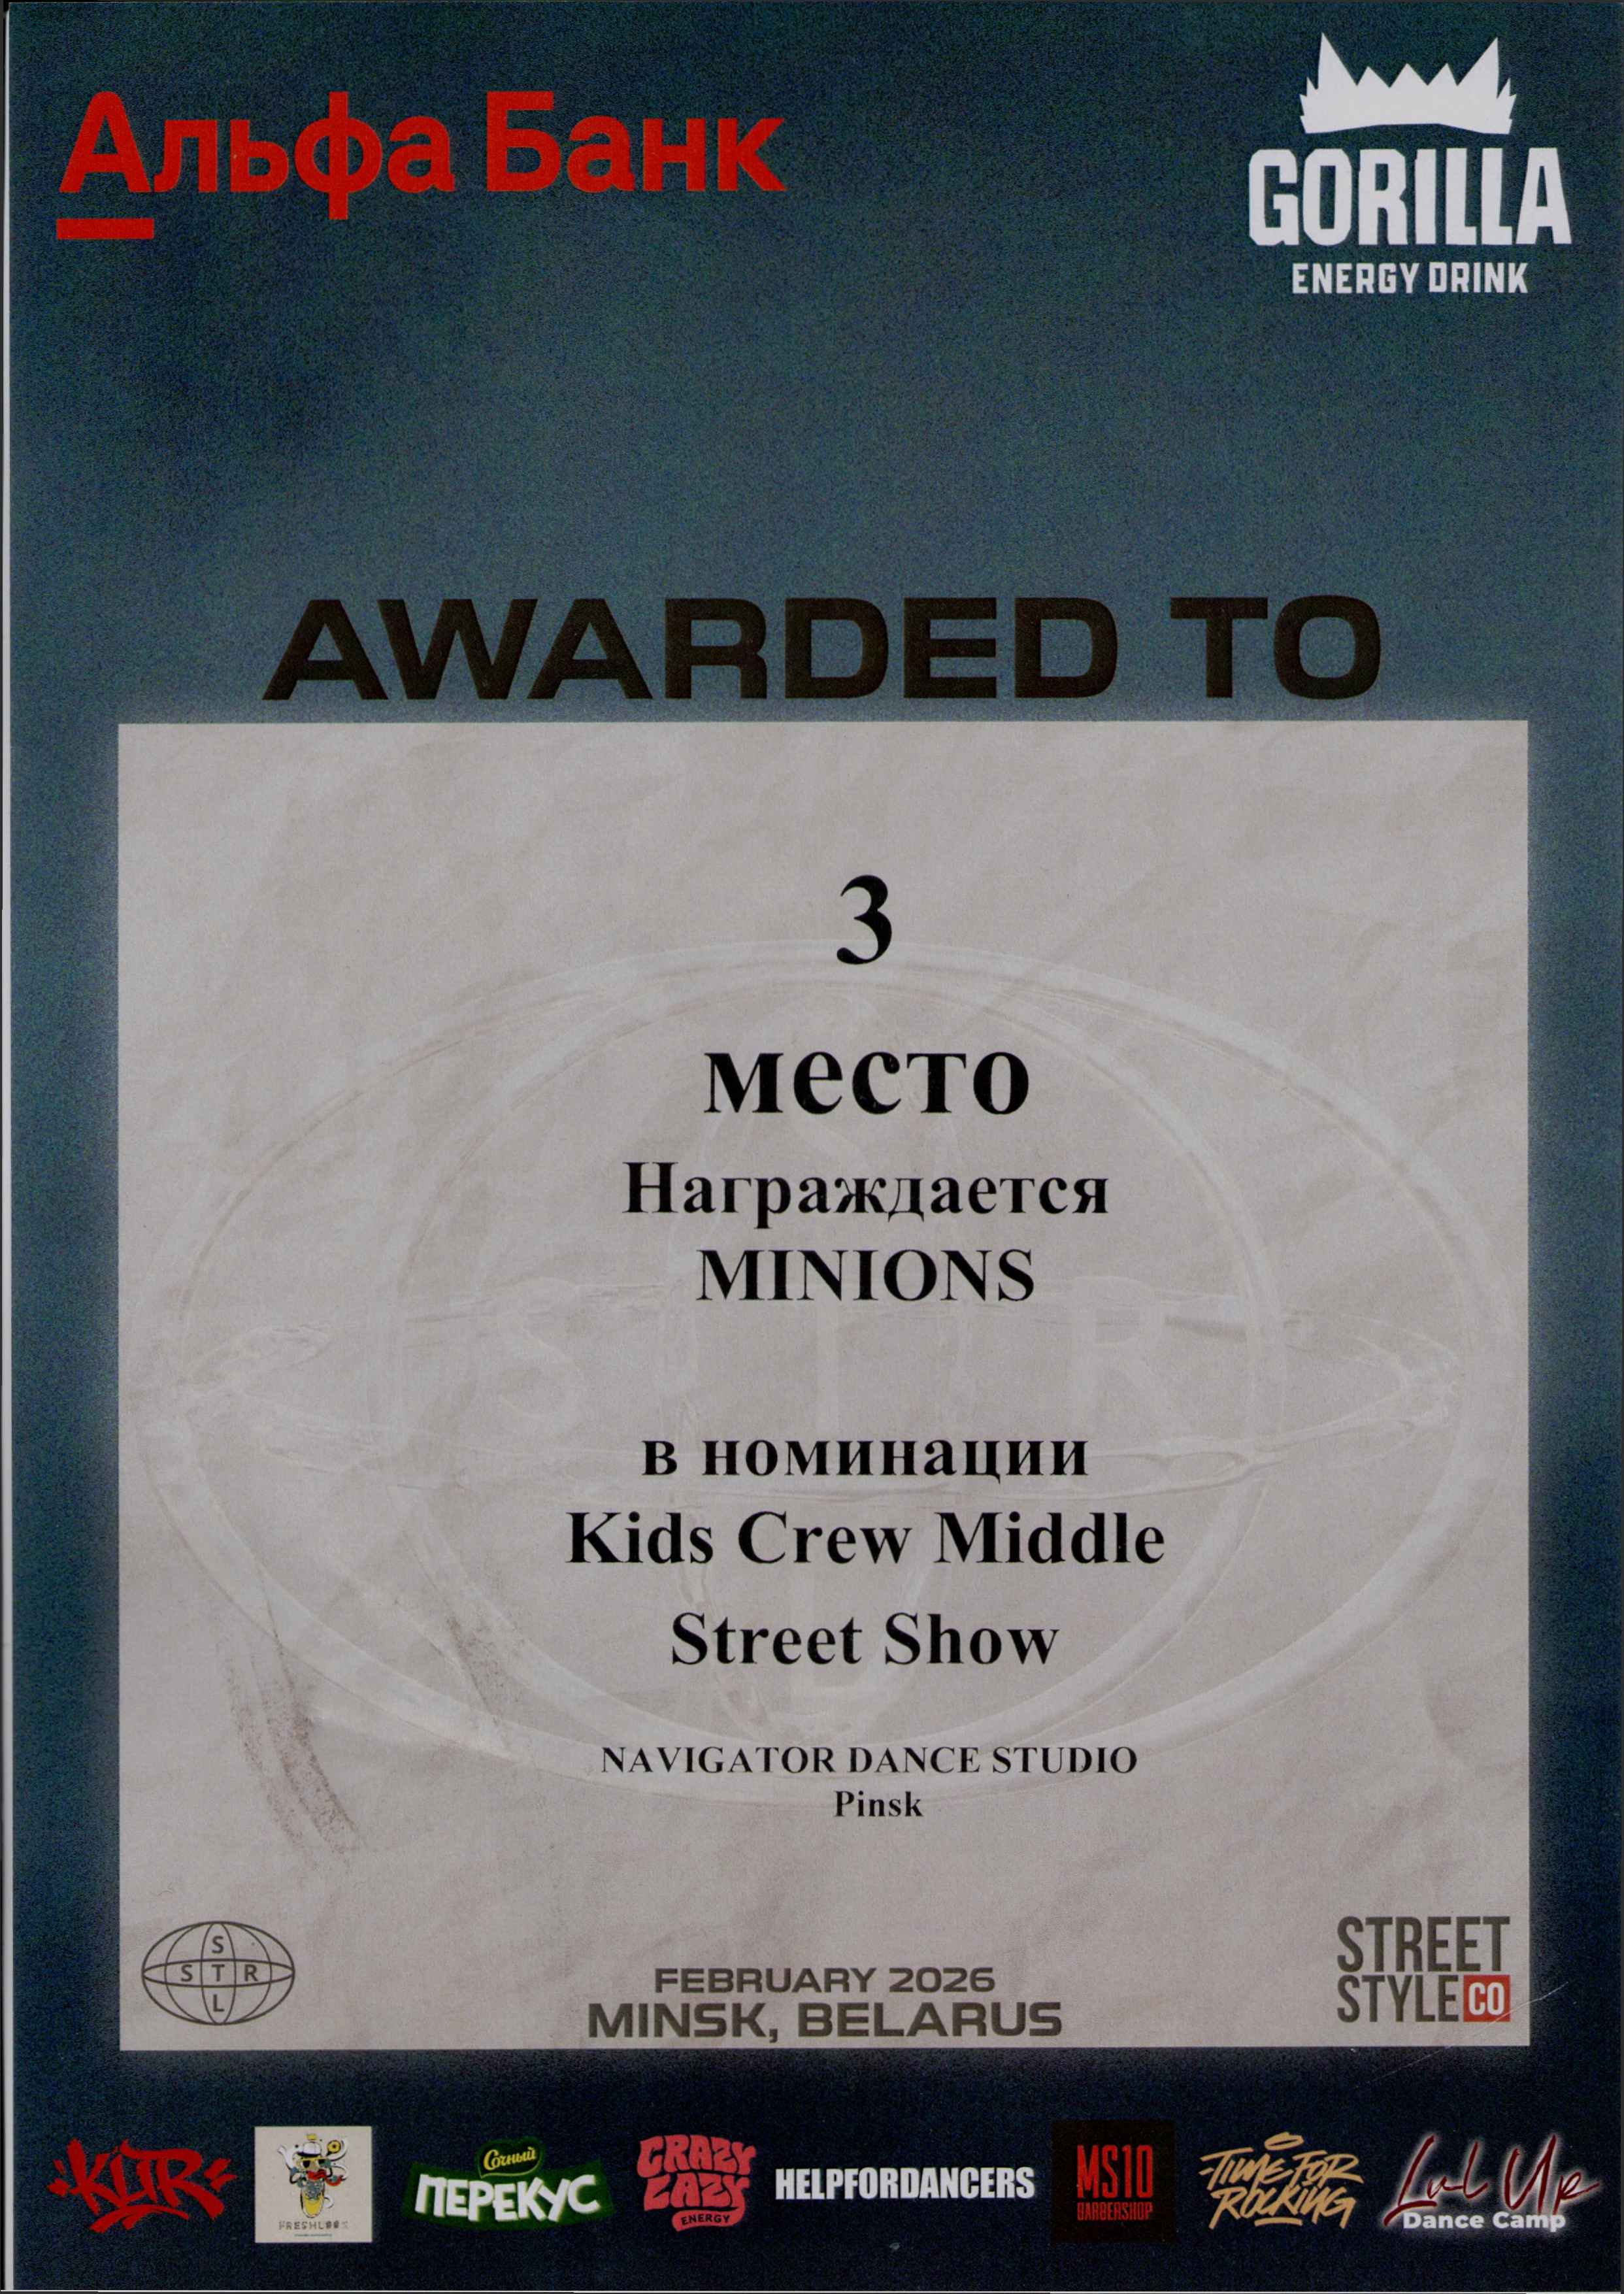 Альфа Банк
GORILLA
ENERGY DRINK
AWARDED TO
3
место
Награждается
MINIONS
в номинации
Kids Crew Middle
Street Show
NAVIGATOR DANCE STUDIO
Pinsk
S
S T R
L
FEBRUARY 2026
MINSK, BELARUS
STREET
STYLE CO
KUR
FRESHLOOK
Сочный
ПЕРЕКУС
CRAZY
LAZY
ENERGY
HELPFORDANCERS
MS10
BARBERSHOP
TIME FOR
ROCKING
Lvl Up
Dance Camp